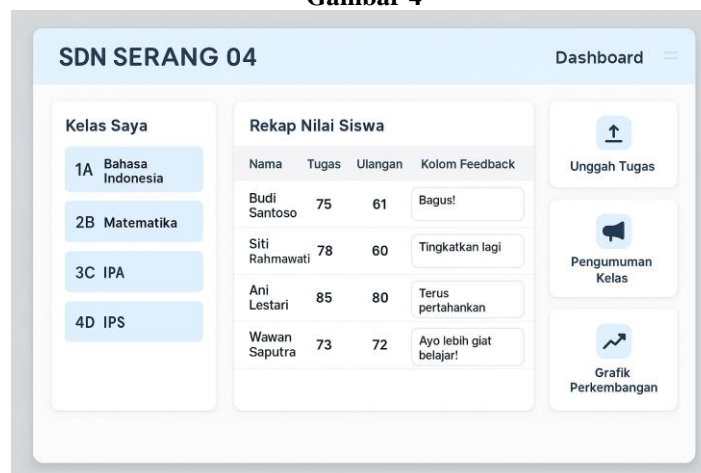 Gambar 4
SDN SERANG 04
Dashboard
Kelas Saya
1A Bahasa
Indonesia
2B Matematika
3C IPA
4D IPS
Rekap Nilai Siswa
Nama Tugas Ulangan Kolom Feedback
Budi
Santoso 75 61 Bagus!
Siti
Rahmawati 78 60 Tingkatkan lagi
Ani
Lestari 85 80 Terus
pertahankan
Wawan
Saputra 73 72 Ayo lebih giat
belajar!
Unggah Tugas
Pengumuman
Kelas
Grafik
Perkembangan